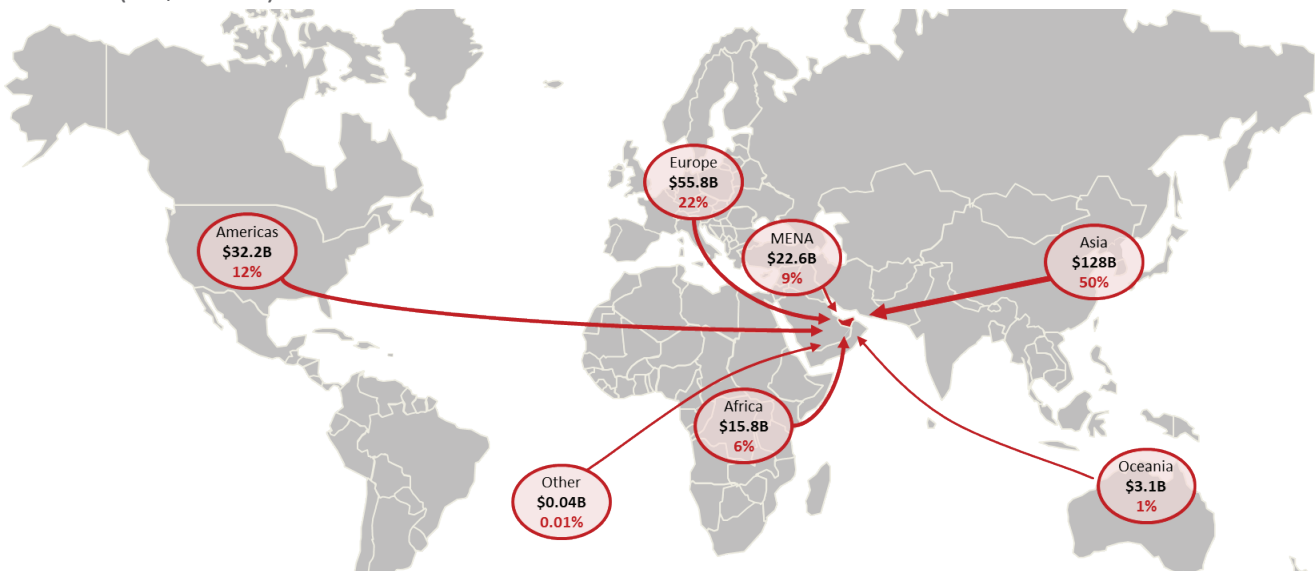 Europe
$55.8B
22%
Americas
$32.2B
12%
MENA
$22.6B
9%
Asia
$128B
50%
Africa
$15.8B
6%
Other
$0.04B
0.01%
Oceania
$3.1B
1%